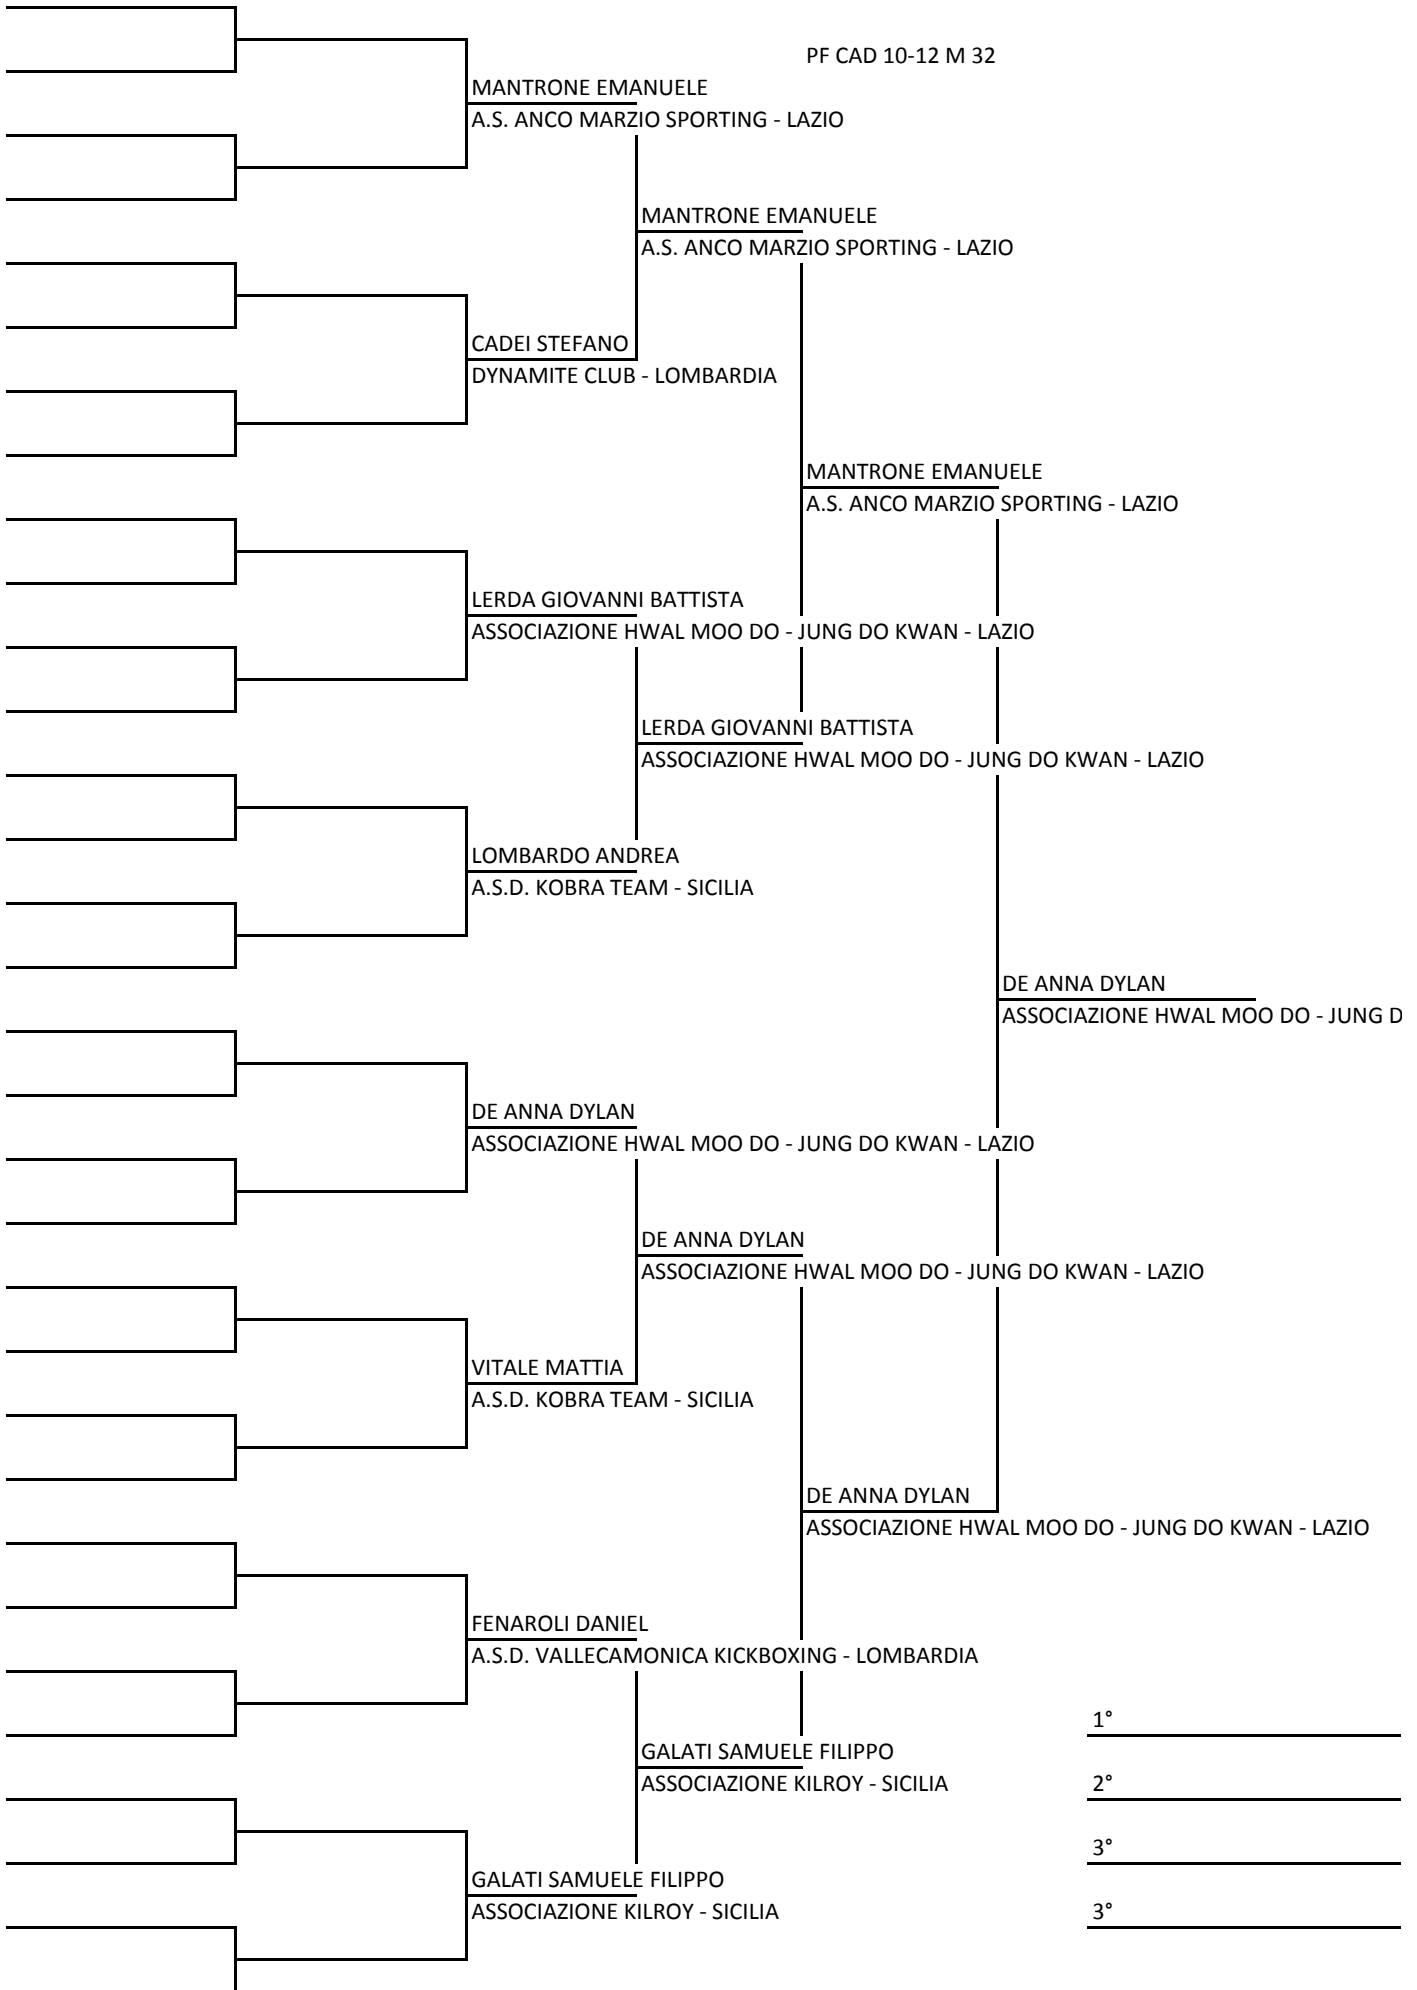 PF CAD 10-12 M 32
MANTRONE EMANUELE
A.S. ANCO MARZIO SPORTING - LAZIO
MANTRONE EMANUELE
A.S. ANCO MARZIO SPORTING - LAZIO
CADEI STEFANO
DYNAMITE CLUB - LOMBARDIA
MANTRONE EMANUELE
A.S. ANCO MARZIO SPORTING - LAZIO
LERDA GIOVANNI BATTISTA
ASSOCIAZIONE HWAL MOO DO - JUNG DO KWAN - LAZIO
LERDA GIOVANNI BATTISTA
ASSOCIAZIONE HWAL MOO DO - JUNG DO KWAN - LAZIO
LOMBARDO ANDREA
A.S.D. KOBRA TEAM - SICILIA
DE ANNA DYLAN
ASSOCIAZIONE HWAL MOO DO - JUNG D
DE ANNA DYLAN
ASSOCIAZIONE HWAL MOO DO - JUNG DO KWAN - LAZIO
DE ANNA DYLAN
ASSOCIAZIONE HWAL MOO DO - JUNG DO KWAN - LAZIO
VITALE MATTIA
A.S.D. KOBRA TEAM - SICILIA
DE ANNA DYLAN
ASSOCIAZIONE HWAL MOO DO - JUNG DO KWAN - LAZIO
FENAROLI DANIEL
A.S.D. VALLECAMONICA KICKBOXING - LOMBARDIA
1°
GALATI SAMUELE FILIPPO
ASSOCIAZIONE KILROY - SICILIA
2°
3°
GALATI SAMUELE FILIPPO
ASSOCIAZIONE KILROY - SICILIA
3°